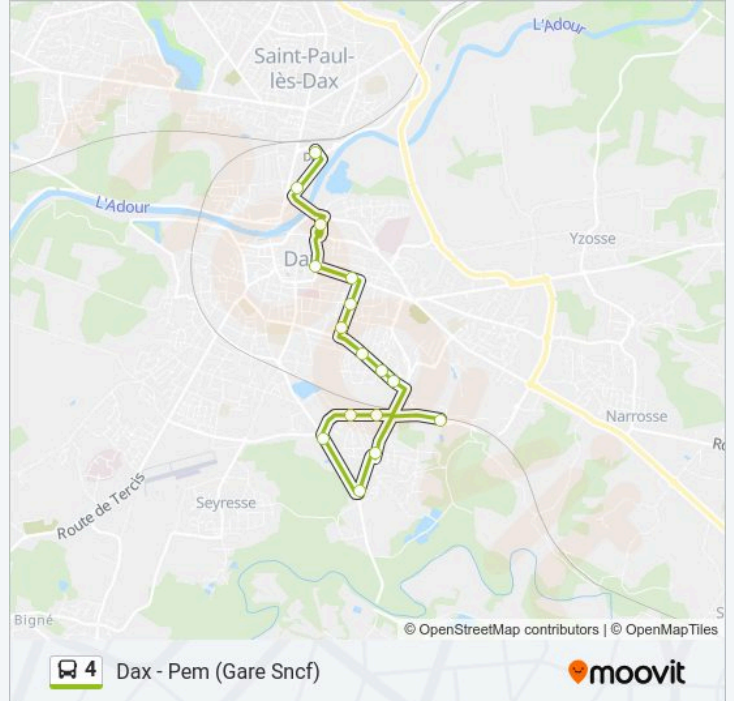 L'Adour
Saint-Paul-
lès-Dax
D
L'Adour
Yzosse
Da
Narrosse
Seyresse
Route de Tercis
Bigné
© OpenStreetMap contributors | © OpenMapTiles
4 Dax - Pem (Gare Sncf)
moovit